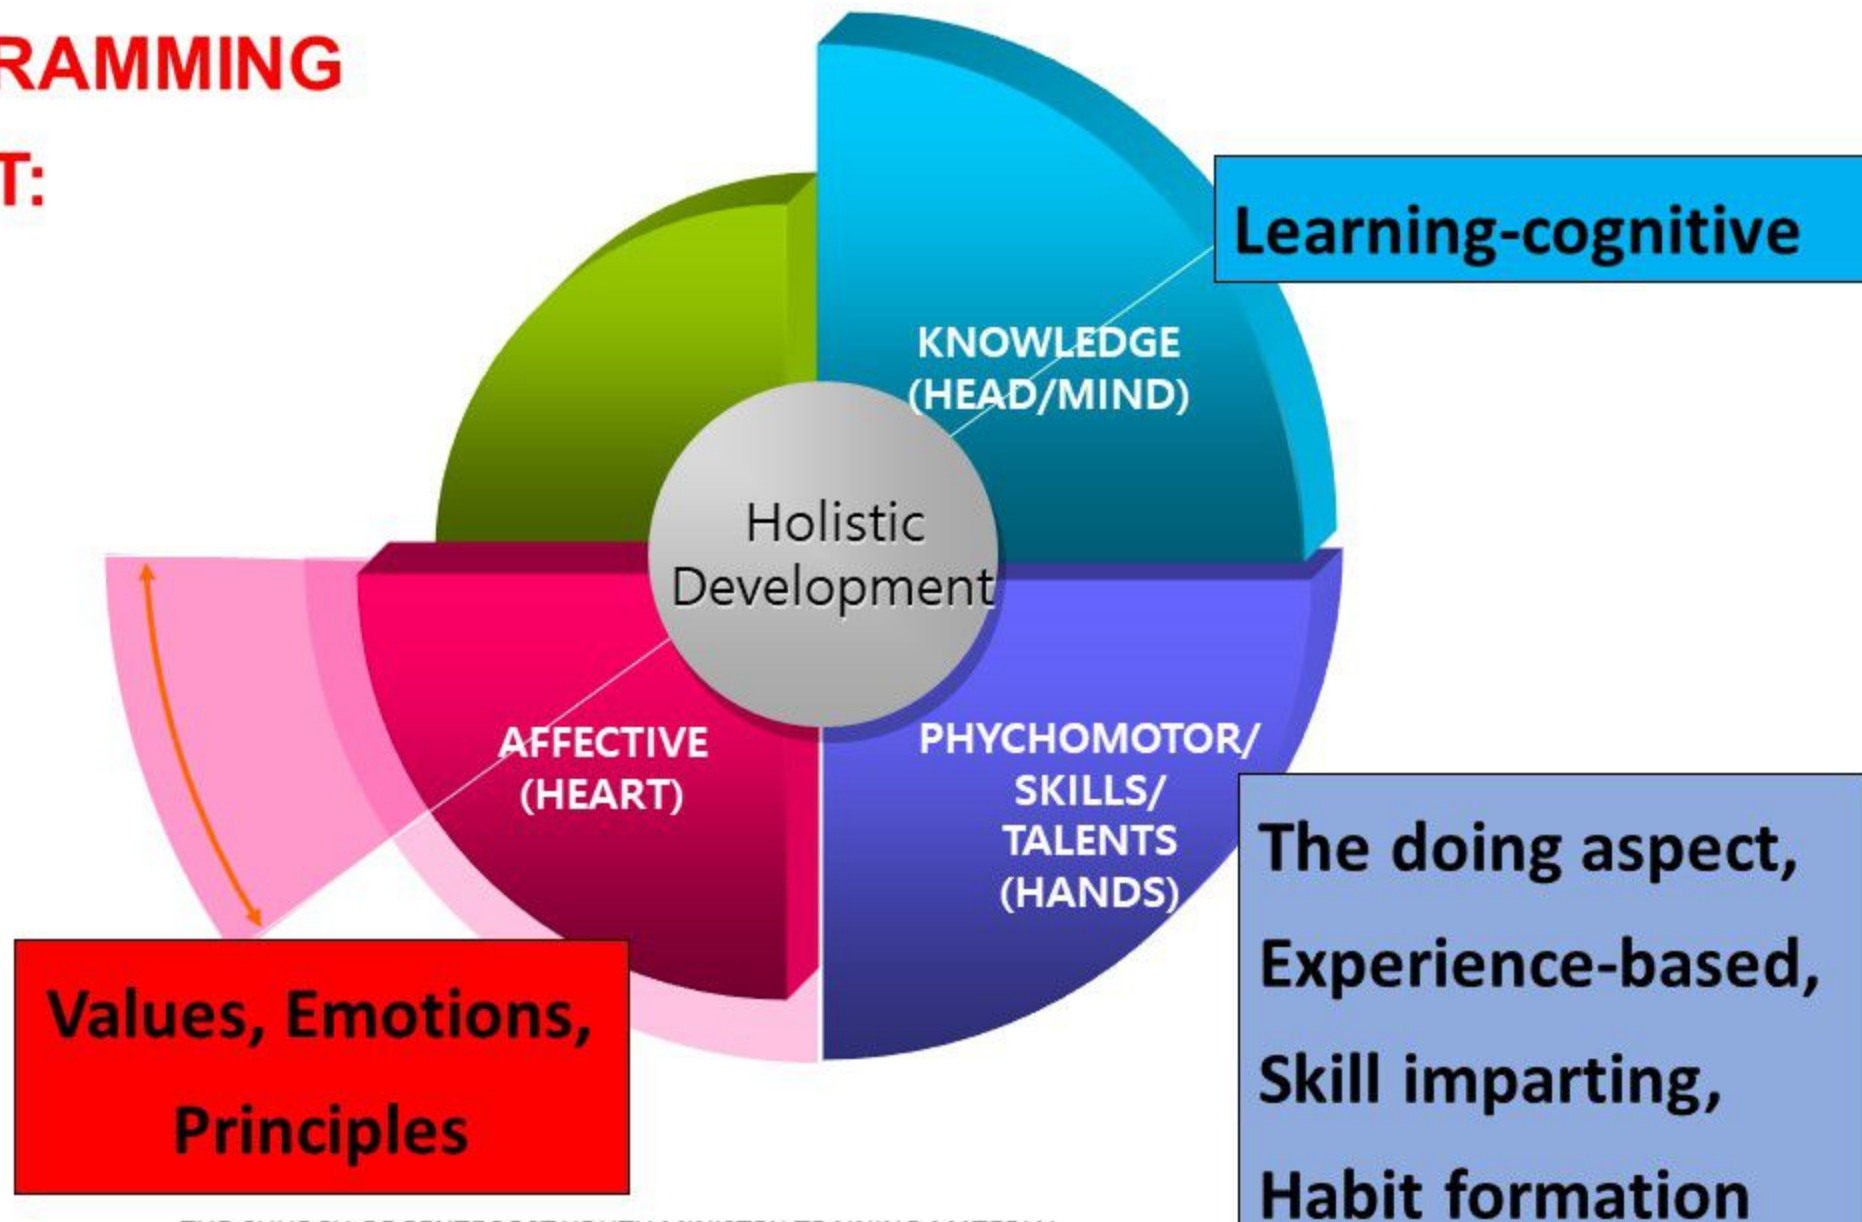 RAMMING
T:
Learning-cognitive
KNOWLEDGE
(HEAD/MIND)
Holistic
Development
AFFECTIVE
(HEART)
PHYCHOMOTOR/
SKILLS/
TALENTS
(HANDS)
The doing aspect,
Experience-based,
Skill imparting,
Habit formation
Values, Emotions,
Principles